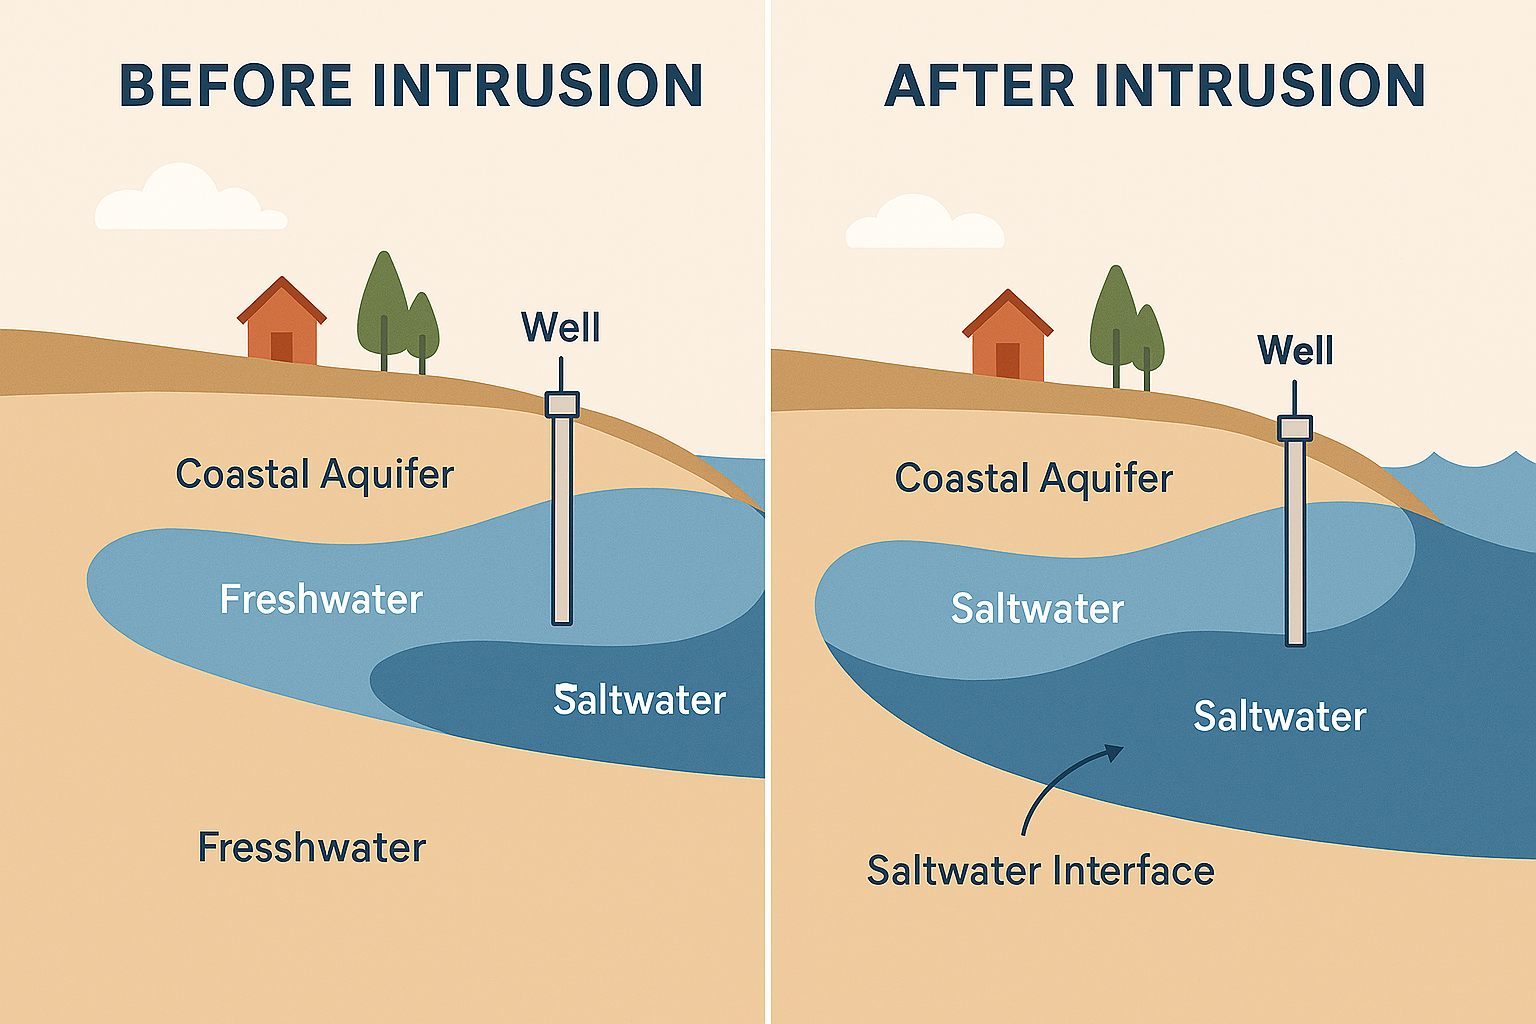 BEFORE INTRUSION
Well
Coastal Aquifer
Freshwater
Saltwater
Fresshwater
AFTER INTRUSION
Well
Coastal Aquifer
Saltwater
Saltwater
Saltwater Interface